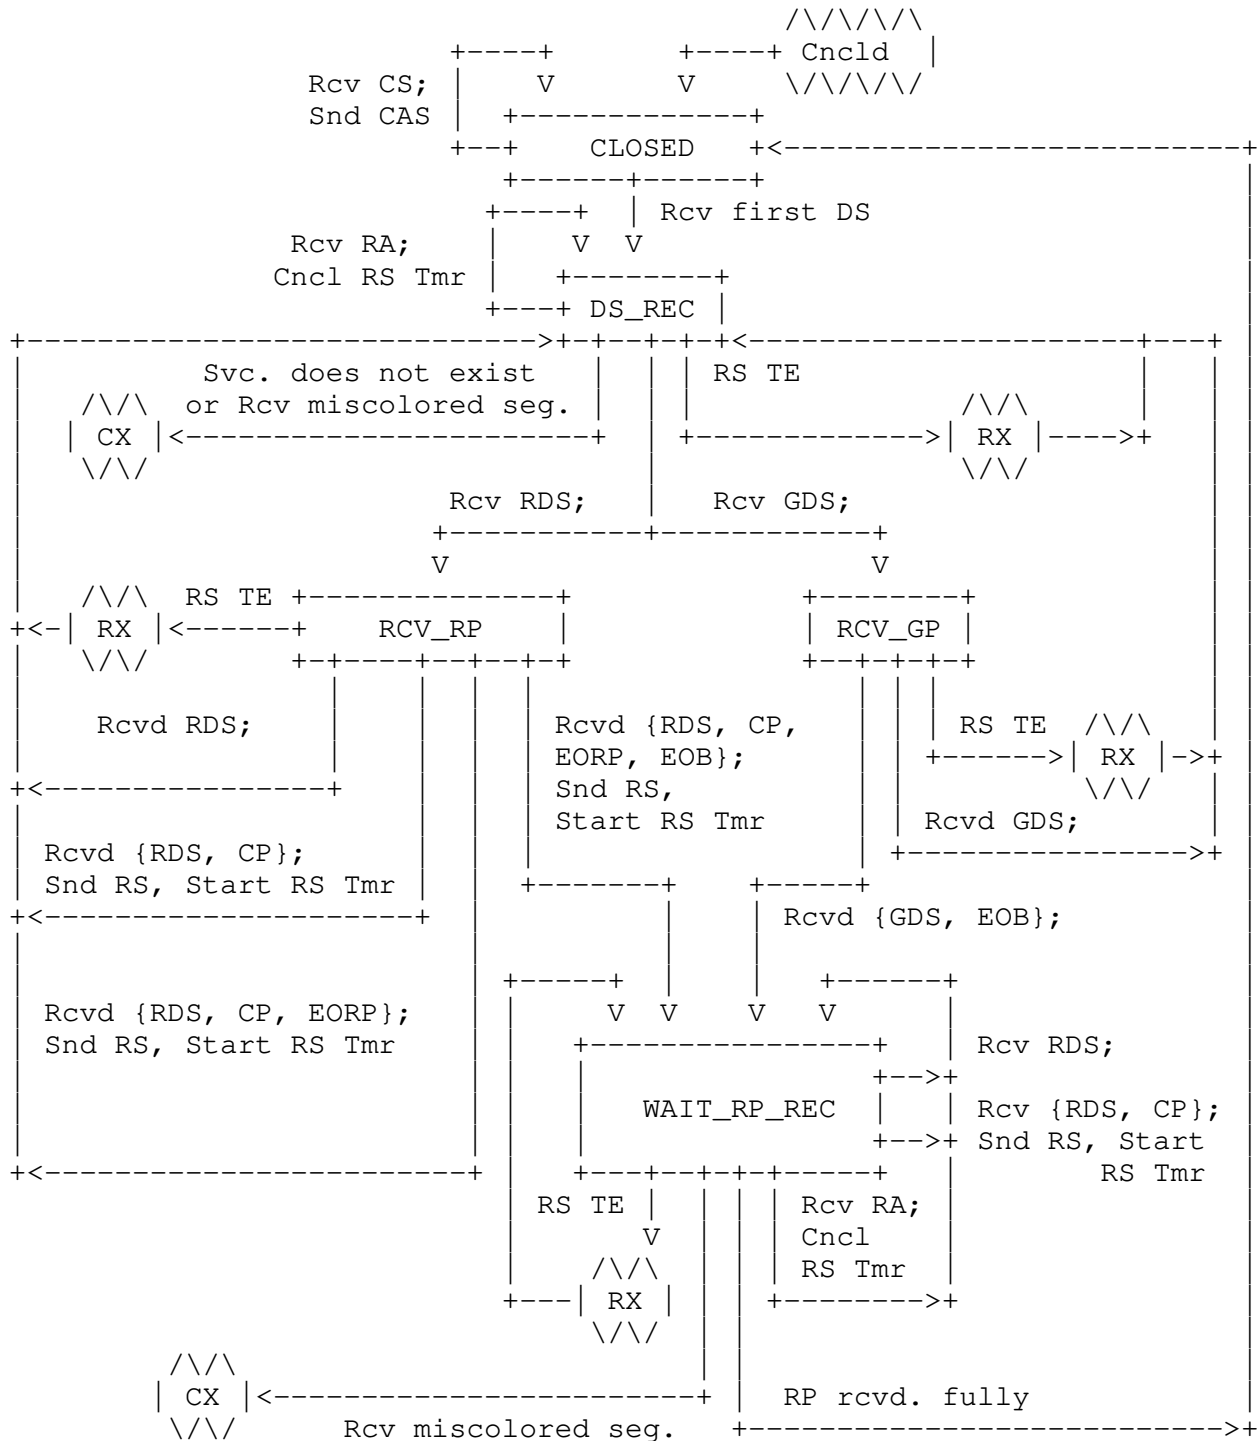 Cncld
Rcv CS;
Snd CAS
CLOSED
Rcv first DS
Rcv RA;
Cncl RS Tmr
DS_REC
Svc. does not exist
RS TE
or Rcv miscolored seg.
CX
RX
Rcv RDS;
Rcv GDS;
RS TE
RX
RCV_RP
RCV_GP
Rcvd RDS;
Rcvd {RDS, CP,
EORP, EOB};
Snd RS,
Start RS Tmr
RS TE
RX
Rcvd GDS;
Rcvd {RDS, CP};
Snd RS, Start RS Tmr
Rcvd {GDS, EOB};
Rcvd {RDS, CP, EORP};
Snd RS, Start RS Tmr
Rcv RDS;
WAIT_RP_REC
Rcv {RDS, CP};
Snd RS, Start
RS Tmr
RS TE
Rcv RA;
Cncl
RS Tmr
RX
CX
RP rcvd. fully
Rcv miscolored seg.